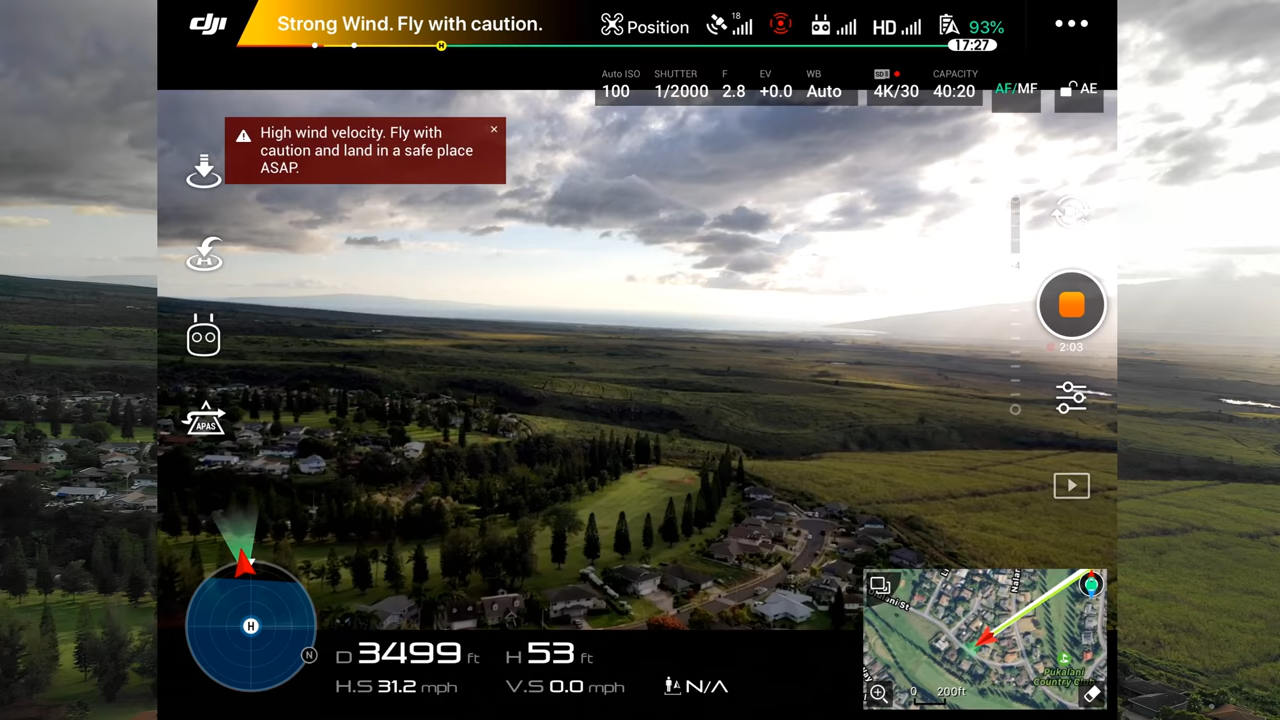 dji
Strong Wind. Fly with caution.
Position
18
HD
93%
17:27
H
Auto ISO
100
SHUTTER
1/2000
F
2.8
EV
+0.0
WB
Auto
SD
4K/30
CAPACITY
40:20
AF/MF
AE
High wind velocity. Fly with
caution and land in a safe place
ASAP.
H
-4
2:03
APAS
H
N
D 3499 ft
H 53 ft
H.S 31.2 mph
V.S 0.0 mph
N/A
Pukalani
Country Club
0 200ft